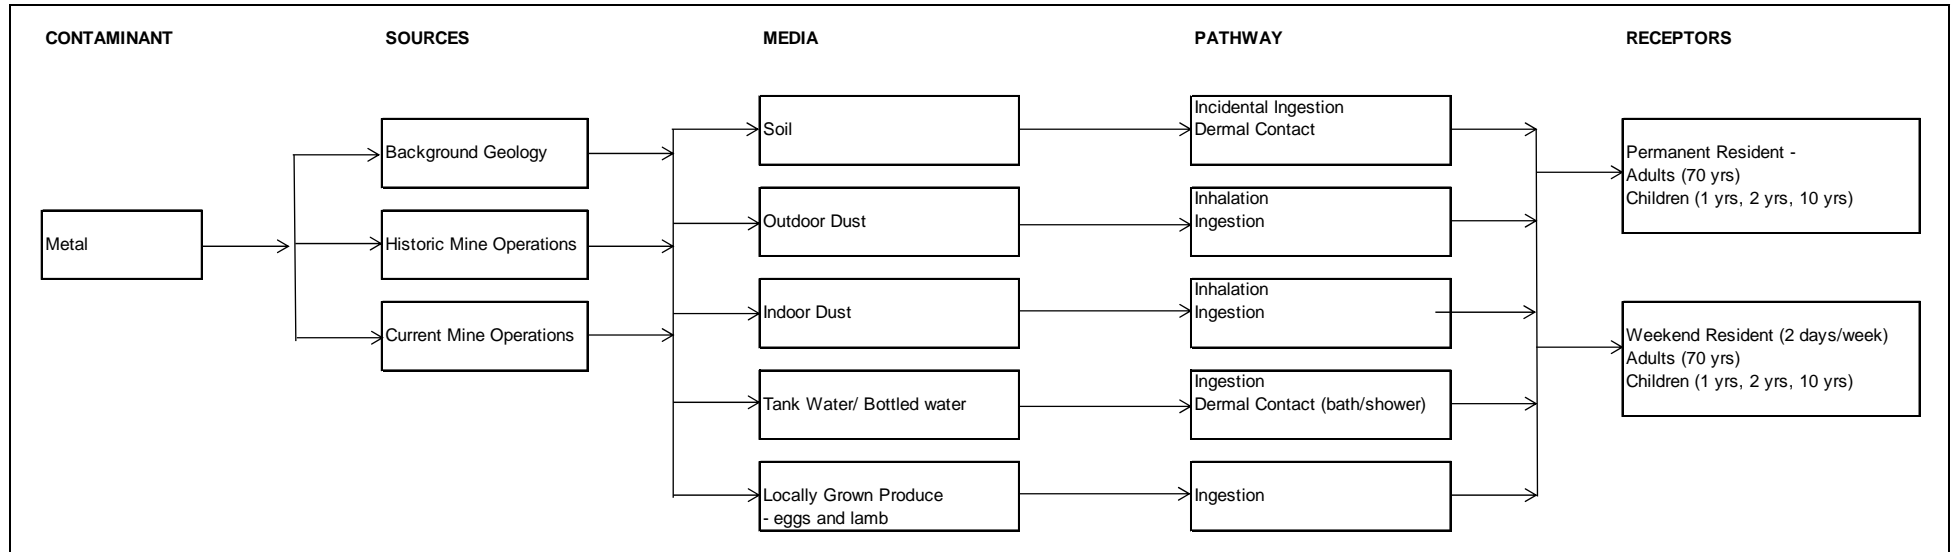 CONTAMINANT
SOURCES
MEDIA
PATHWAY
RECEPTORS
Metal
Background Geology
Historic Mine Operations
Current Mine Operations
Soil
Outdoor Dust
Indoor Dust
Tank Water/ Bottled water
Locally Grown Produce
- eggs and lamb
Incidental Ingestion
Dermal Contact
Inhalation
Ingestion
Inhalation
Ingestion
Ingestion
Dermal Contact (bath/shower)
Ingestion
Permanent Resident -
Adults (70 yrs)
Children (1 yrs, 2 yrs, 10 yrs)
Weekend Resident (2 days/week)
Adults (70 yrs)
Children (1 yrs, 2 yrs, 10 yrs)